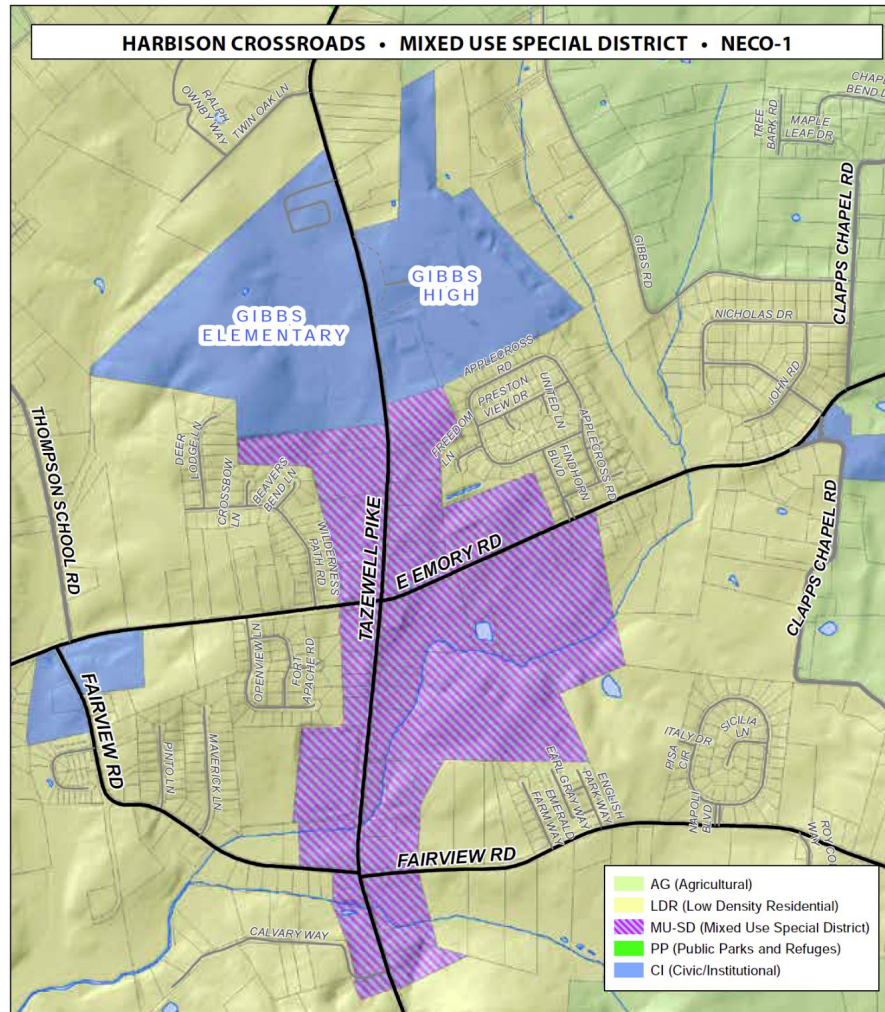 HARBISON CROSSROADS • MIXED USE SPECIAL DISTRICT • NECO-1
RALPH
OWNBY WAY
TWIN OAK LN
TREE
BARK RD
MAPLE
LEAF DR
BEND
CLAPPS CHAPEL RD
GIBBS RD
GIBBS
HIGH
GIBBS
ELEMENTARY
NICHOLAS DR
JOHN RD
APPLECROSS
RD
PRESTON
VIEW DR
UNITED LN
APPLECROSS RD
FREEDOM
LN
FINDHORN
BLVD
THOMPSON SCHOOL RD
DEER
LODGE LN
CROSSBOW
LN
BEAVERS
BEND LN
WILDERNESS
PATH RD
TAZEWELL PIKE
E EMORY RD
CLAPPS CHAPEL RD
OPENVIEW LN
FORT
APACHE RD
FAIRVIEW RD
PINTO LN
MAVERICK LN
ITALY DR
SICILIA
LN
PISA
CIR
NAPOLI
BLVD
ENGLISH
PARK WAY
EARL GRAY WAY
EMERALD
FARM WAY
FAIRVIEW RD
WAY
CALVARY WAY
AG (Agricultural)
LDR (Low Density Residential)
MU-SD (Mixed Use Special District)
PP (Public Parks and Refuges)
CI (Civic/Institutional)